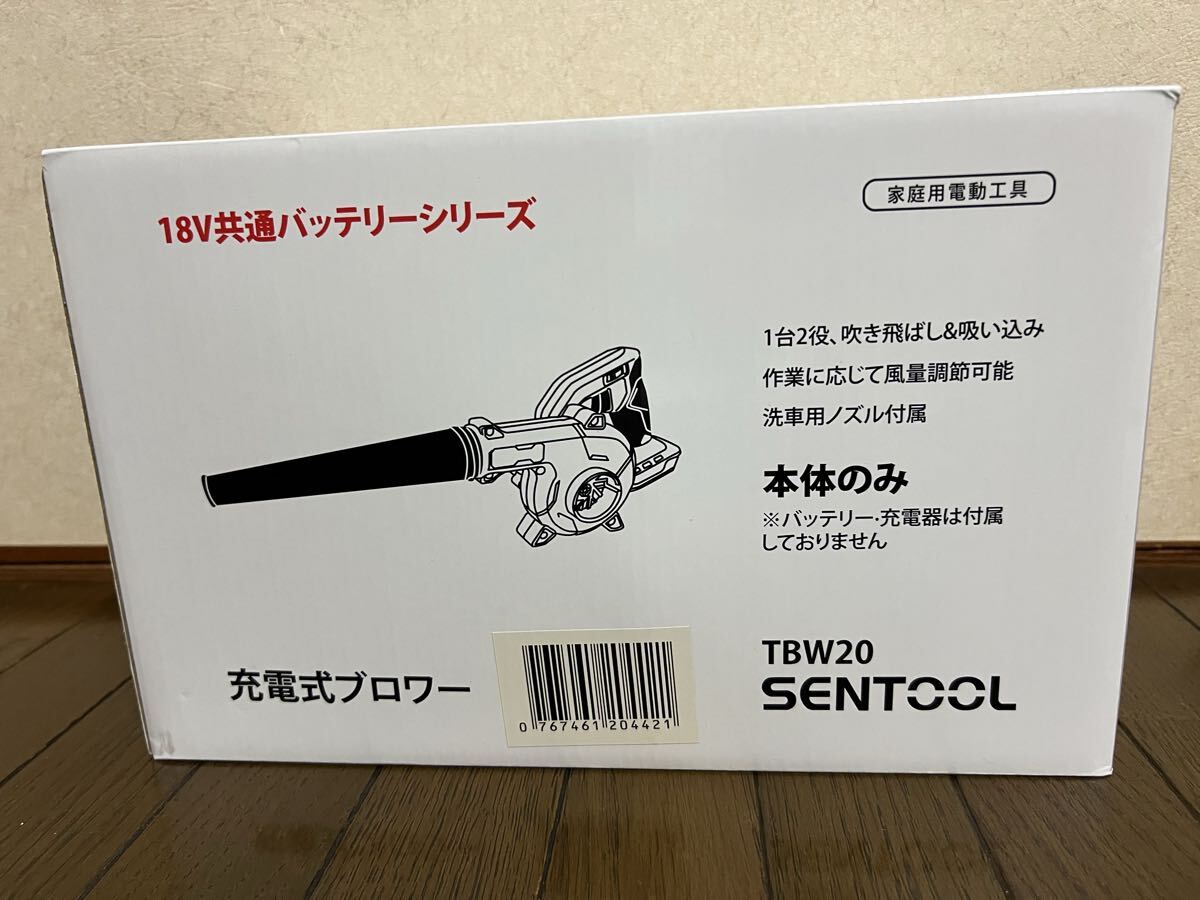 18V共通バッテリーシリーズ
家庭用電動工具
1台2役、吹き飛ばし&吸い込み
作業に応じて風量調節可能
洗車用ノズル付属
本体のみ
※バッテリー・充電器は付属
しておりません
充電式ブロワー
0 767461 204421
TBW20
SENTOOL